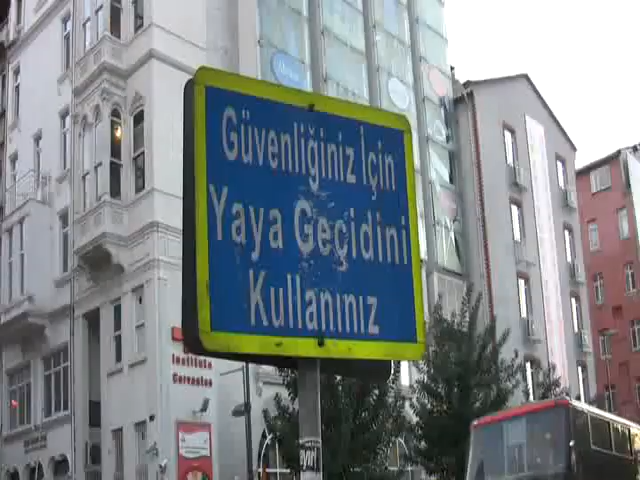 Güvenliğiniz İçin
Yaya Geçidini
Kullanınız
Instituto
Cervantes